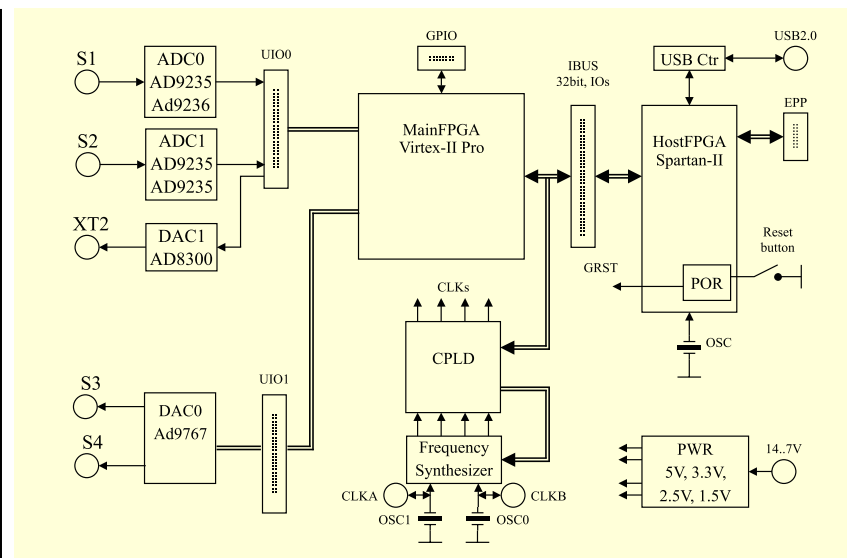 S1
ADC0
AD9235
Ad9236
UIO0
GPIO
IBUS
32bit, IOs
USB Ctr
USB2.0
MainFPGA
Virtex-II Pro
EPP
HostFPGA
Spartan-II
S2
ADC1
AD9235
AD9235
XT2
DAC1
AD8300
Reset
button
GRST
POR
CLKs
OSC
CPLD
S3
DAC0
Ad9767
UIO1
S4
Frequency
Synthesizer
PWR
5V, 3.3V,
2.5V, 1.5V
14..7V
CLKA
CLKB
OSC1
OSC0